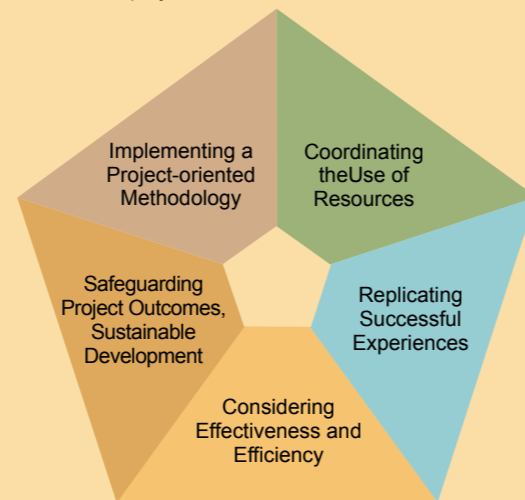 Implementing a
Project-oriented
Methodology
Coordinating
theUse of
Resources
Safeguarding
Project Outcomes,
Sustainable
Development
Replicating
Successful
Experiences
Considering
Effectiveness and
Efficiency